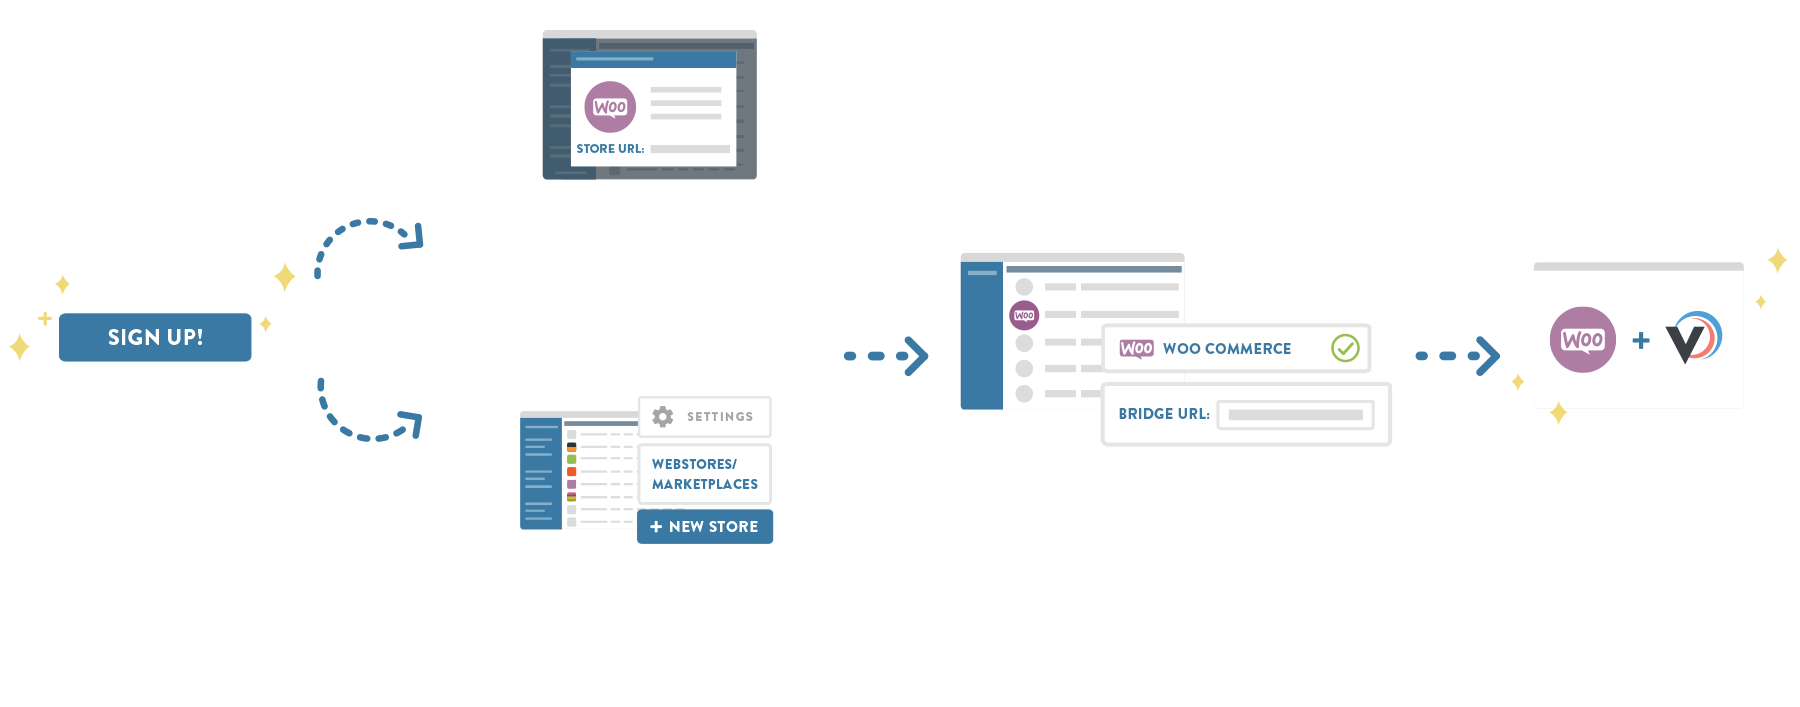 WOO
STORE URL:
SIGN UP!
SETTINGS
WEBSTORES/
MARKETPLACES
+ NEW STORE
WOO
WOO WOO COMMERCE
BRIDGE URL:
WOO + V